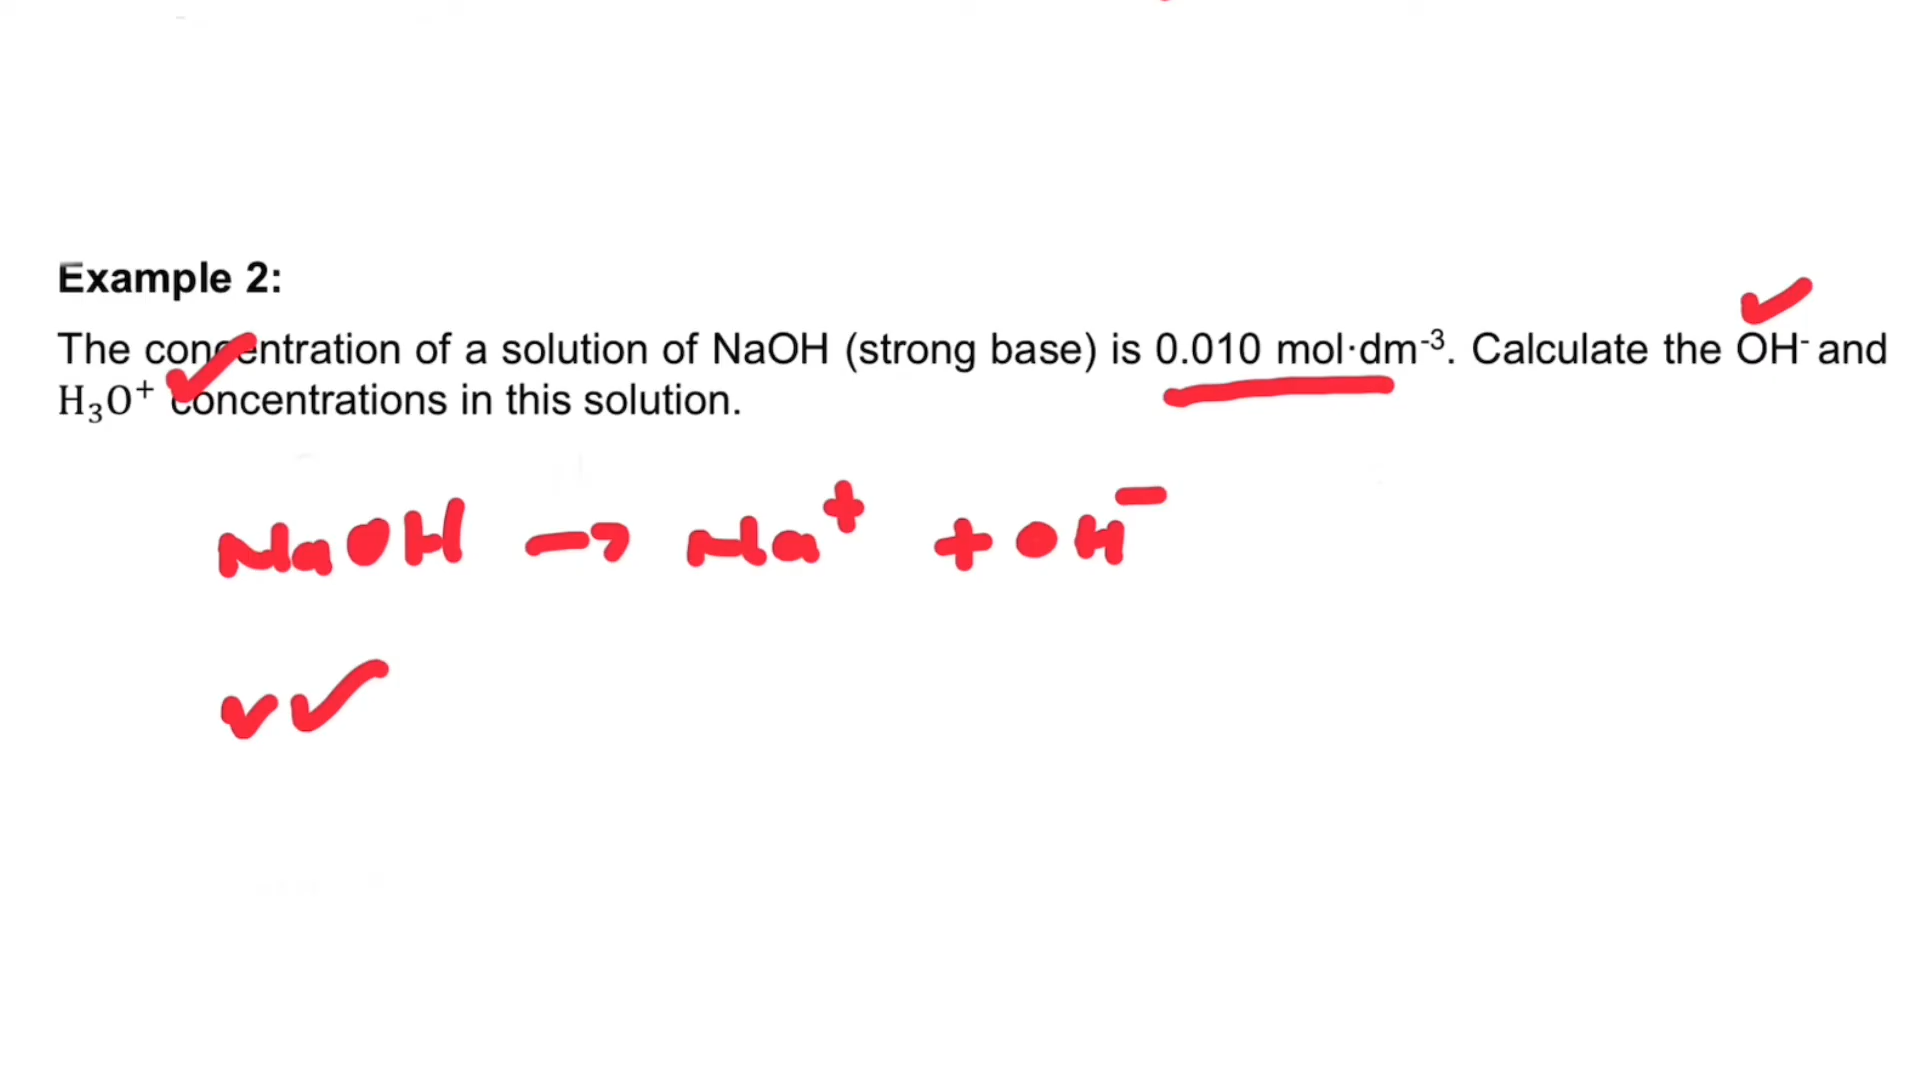 Example 2:
The concentration of a solution of NaOH (strong base) is 0.010 mol·dm⁻³. Calculate the OH⁻ and
H₃O⁺ concentrations in this solution.
NaOH → Na⁺ + OH⁻